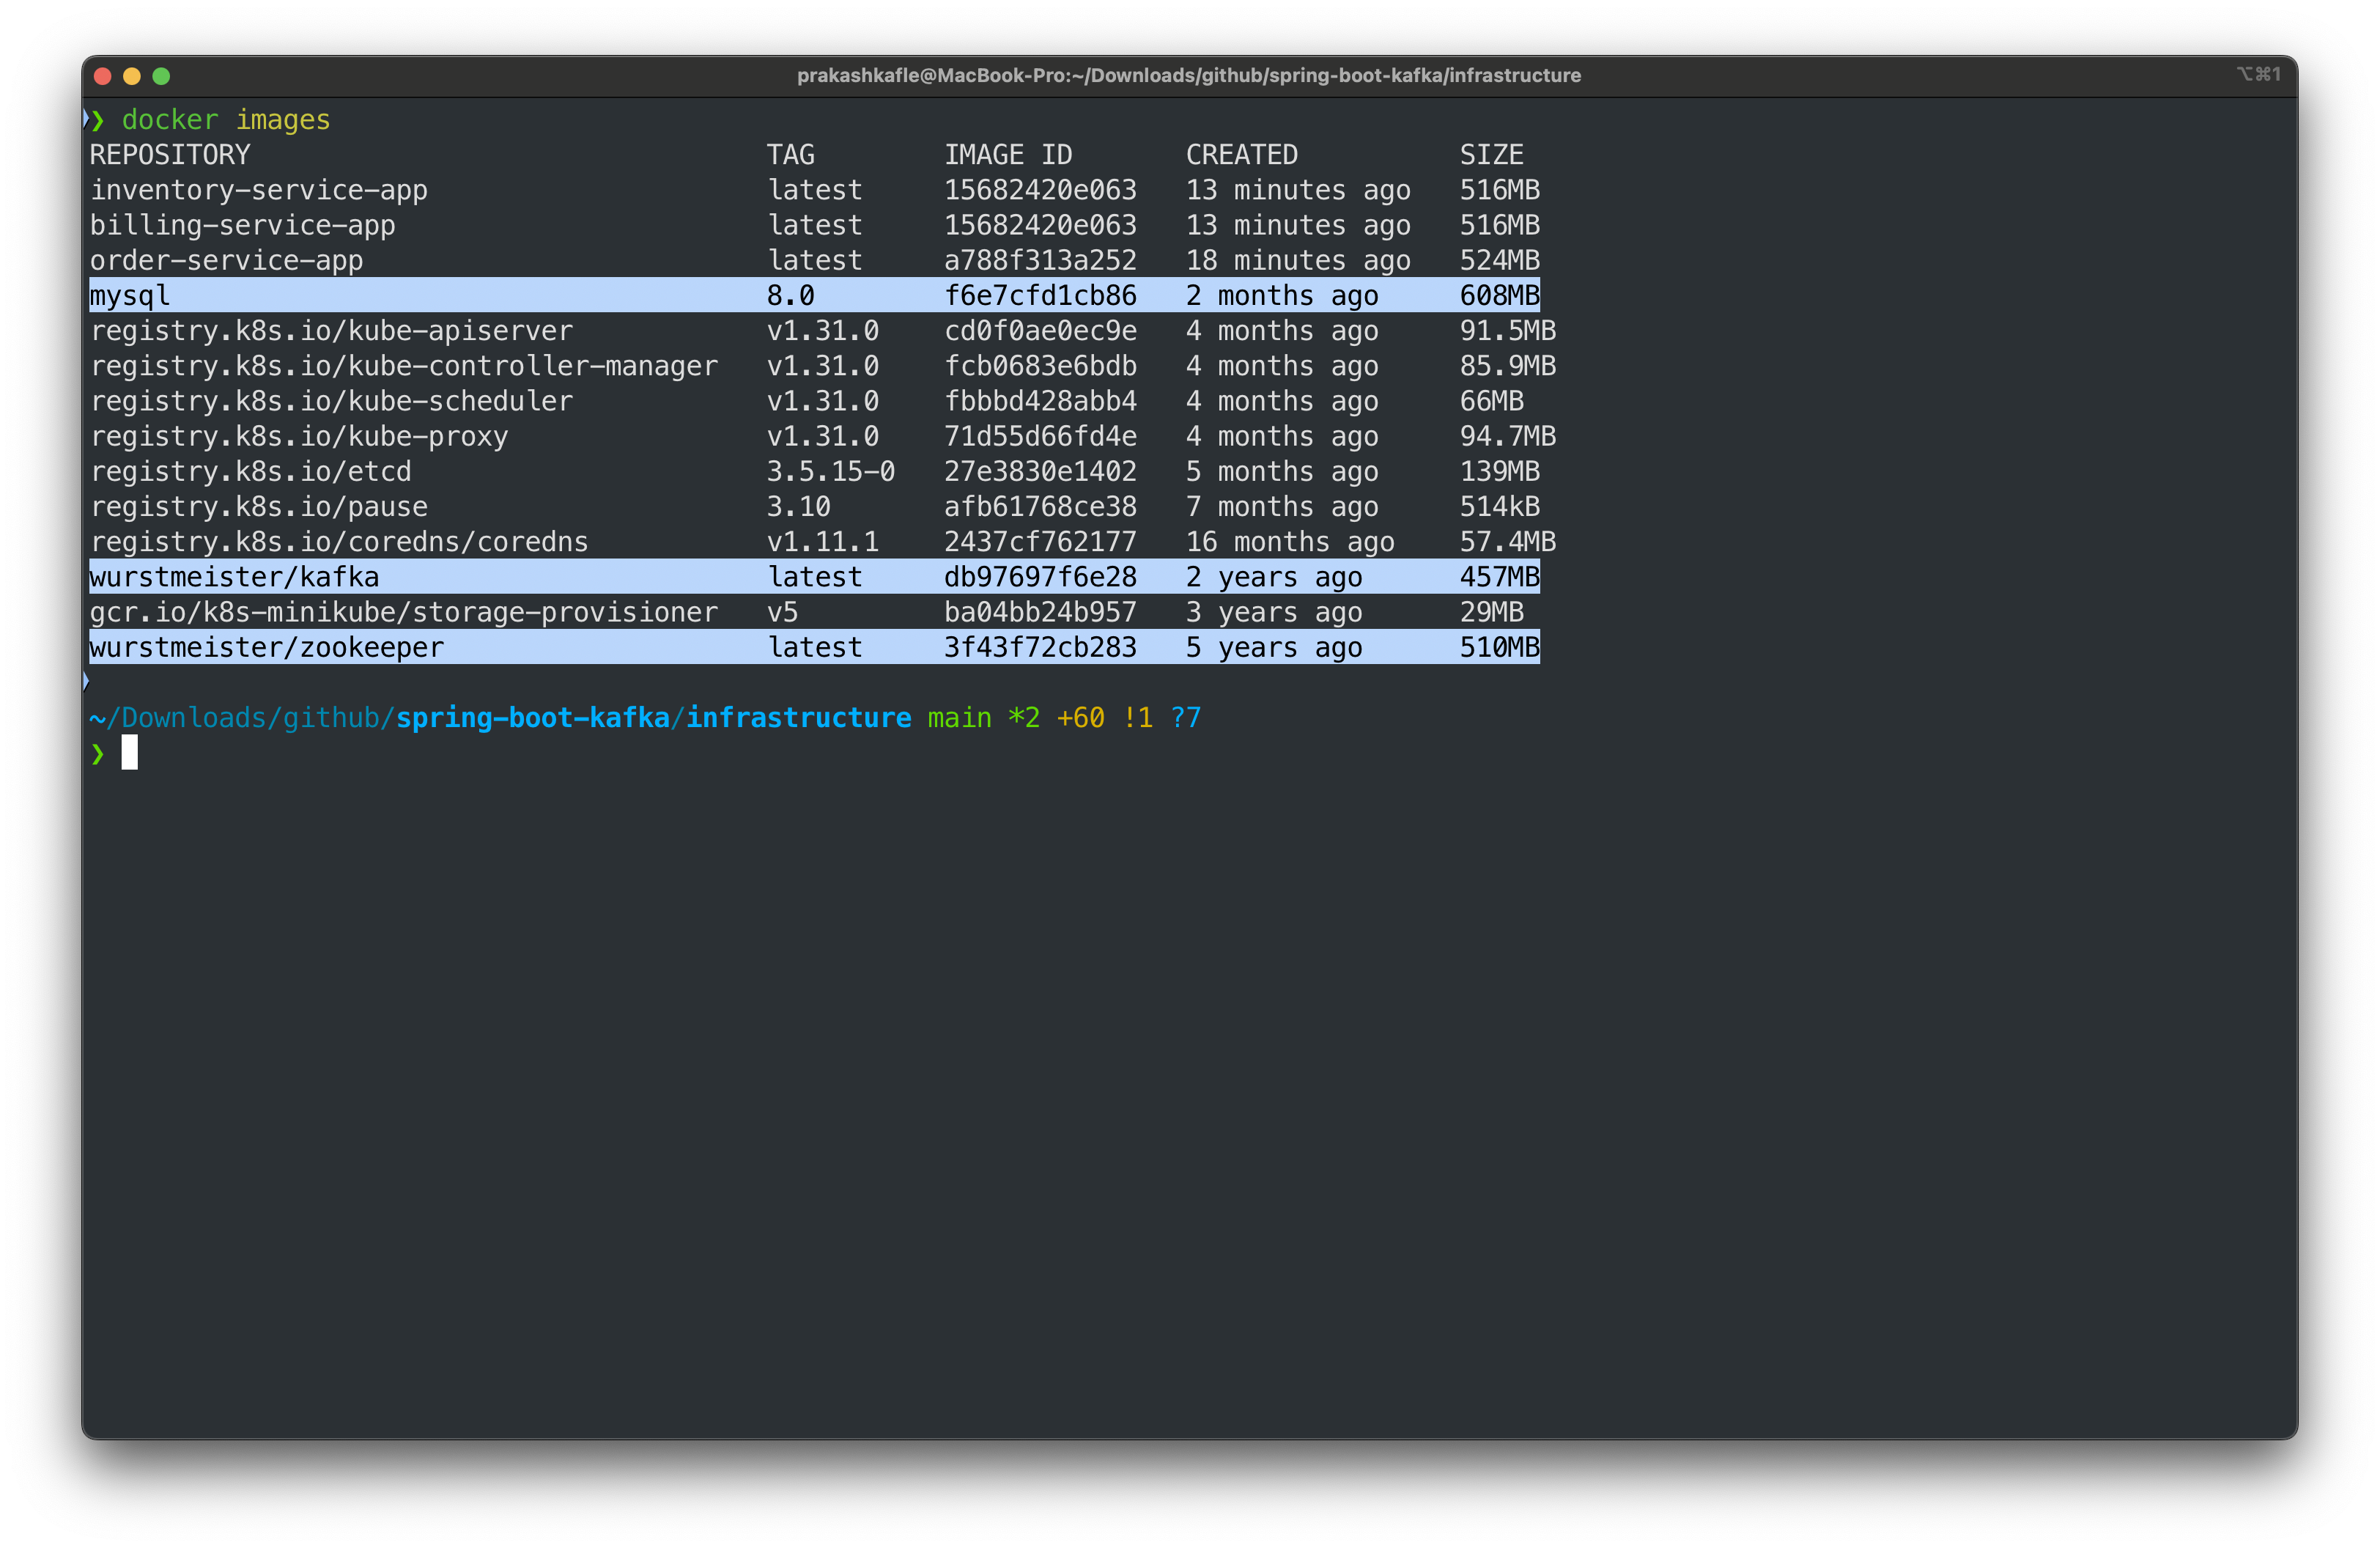 prakashkafle@MacBook-Pro:~/Downloads/github/spring-boot-kafka/infrastructure ⌥⌘1
❯ docker images
REPOSITORY                                TAG        IMAGE ID       CREATED          SIZE
inventory-service-app                     latest     15682420e063   13 minutes ago   516MB
billing-service-app                       latest     15682420e063   13 minutes ago   516MB
order-service-app                         latest     a788f313a252   18 minutes ago   524MB
mysql                                     8.0        f6e7cfd1cb86   2 months ago     608MB
registry.k8s.io/kube-apiserver            v1.31.0    cd0f0ae0ec9e   4 months ago     91.5MB
registry.k8s.io/kube-controller-manager   v1.31.0    fcb0683e6bdb   4 months ago     85.9MB
registry.k8s.io/kube-scheduler            v1.31.0    fbbbd428abb4   4 months ago     66MB
registry.k8s.io/kube-proxy                v1.31.0    71d55d66fd4e   4 months ago     94.7MB
registry.k8s.io/etcd                      3.5.15-0   27e3830e1402   5 months ago     139MB
registry.k8s.io/pause                     3.10       afb61768ce38   7 months ago     514kB
registry.k8s.io/coredns/coredns           v1.11.1    2437cf762177   16 months ago    57.4MB
wurstmeister/kafka                        latest     db97697f6e28   2 years ago      457MB
gcr.io/k8s-minikube/storage-provisioner   v5         ba04bb24b957   3 years ago      29MB
wurstmeister/zookeeper                    latest     3f43f72cb283   5 years ago      510MB
~/Downloads/github/spring-boot-kafka/infrastructure main *2 +60 !1 ?7
❯